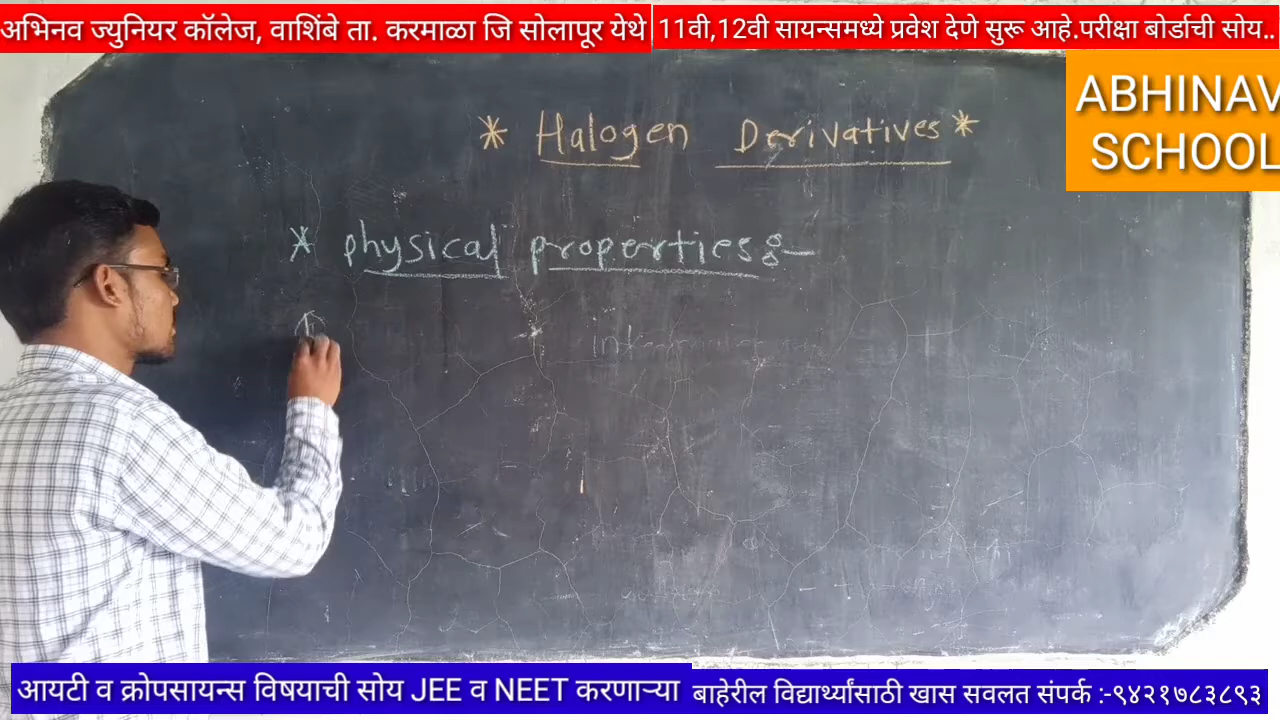 अभिनव ज्युनियर कॉलेज, वाशिंबे ता. करमाळा जि सोलापूर येथे
11वी,12वी सायन्समध्ये प्रवेश देणे सुरू आहे.परीक्षा बोर्डाची सोय..
ABHINAV
SCHOOL
* Halogen Derivatives *
* physical properties:-
आयटी व क्रोपसायन्स विषयाची सोय JEE व NEET करणाऱ्या
बाहेरील विद्यार्थ्यांसाठी खास सवलत संपर्क :-९४२१७८३८९३